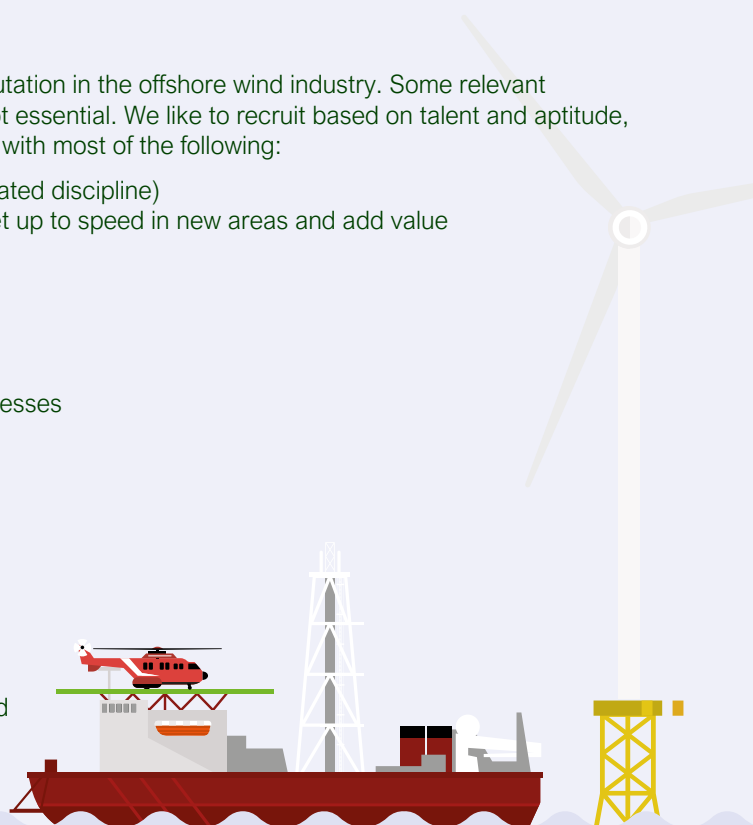 utation in the offshore wind industry. Some relevant
t essential. We like to recruit based on talent and aptitude,
with most of the following:
ated discipline)
et up to speed in new areas and add value
esses
d